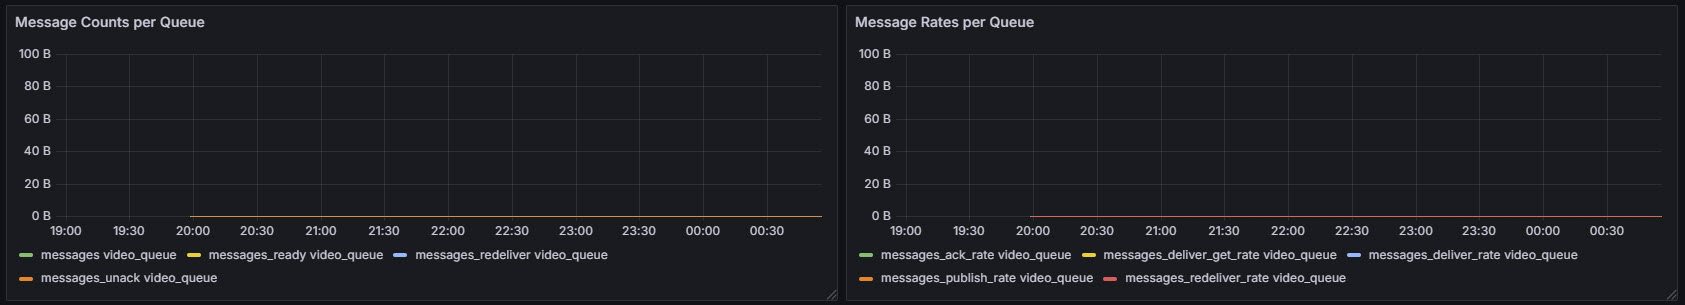 Message Counts per Queue
100 B
80 B
60 B
40 B
20 B
0 B
19:00 19:30 20:00 20:30 21:00 21:30 22:00 22:30 23:00 23:30 00:00 00:30
messages video_queue messages_ready video_queue messages_redeliver video_queue
messages_unack video_queue
Message Rates per Queue
100 B
80 B
60 B
40 B
20 B
0 B
19:00 19:30 20:00 20:30 21:00 21:30 22:00 22:30 23:00 23:30 00:00 00:30
messages_ack_rate video_queue messages_deliver_get_rate video_queue messages_deliver_rate video_queue
messages_publish_rate video_queue messages_redeliver_rate video_queue